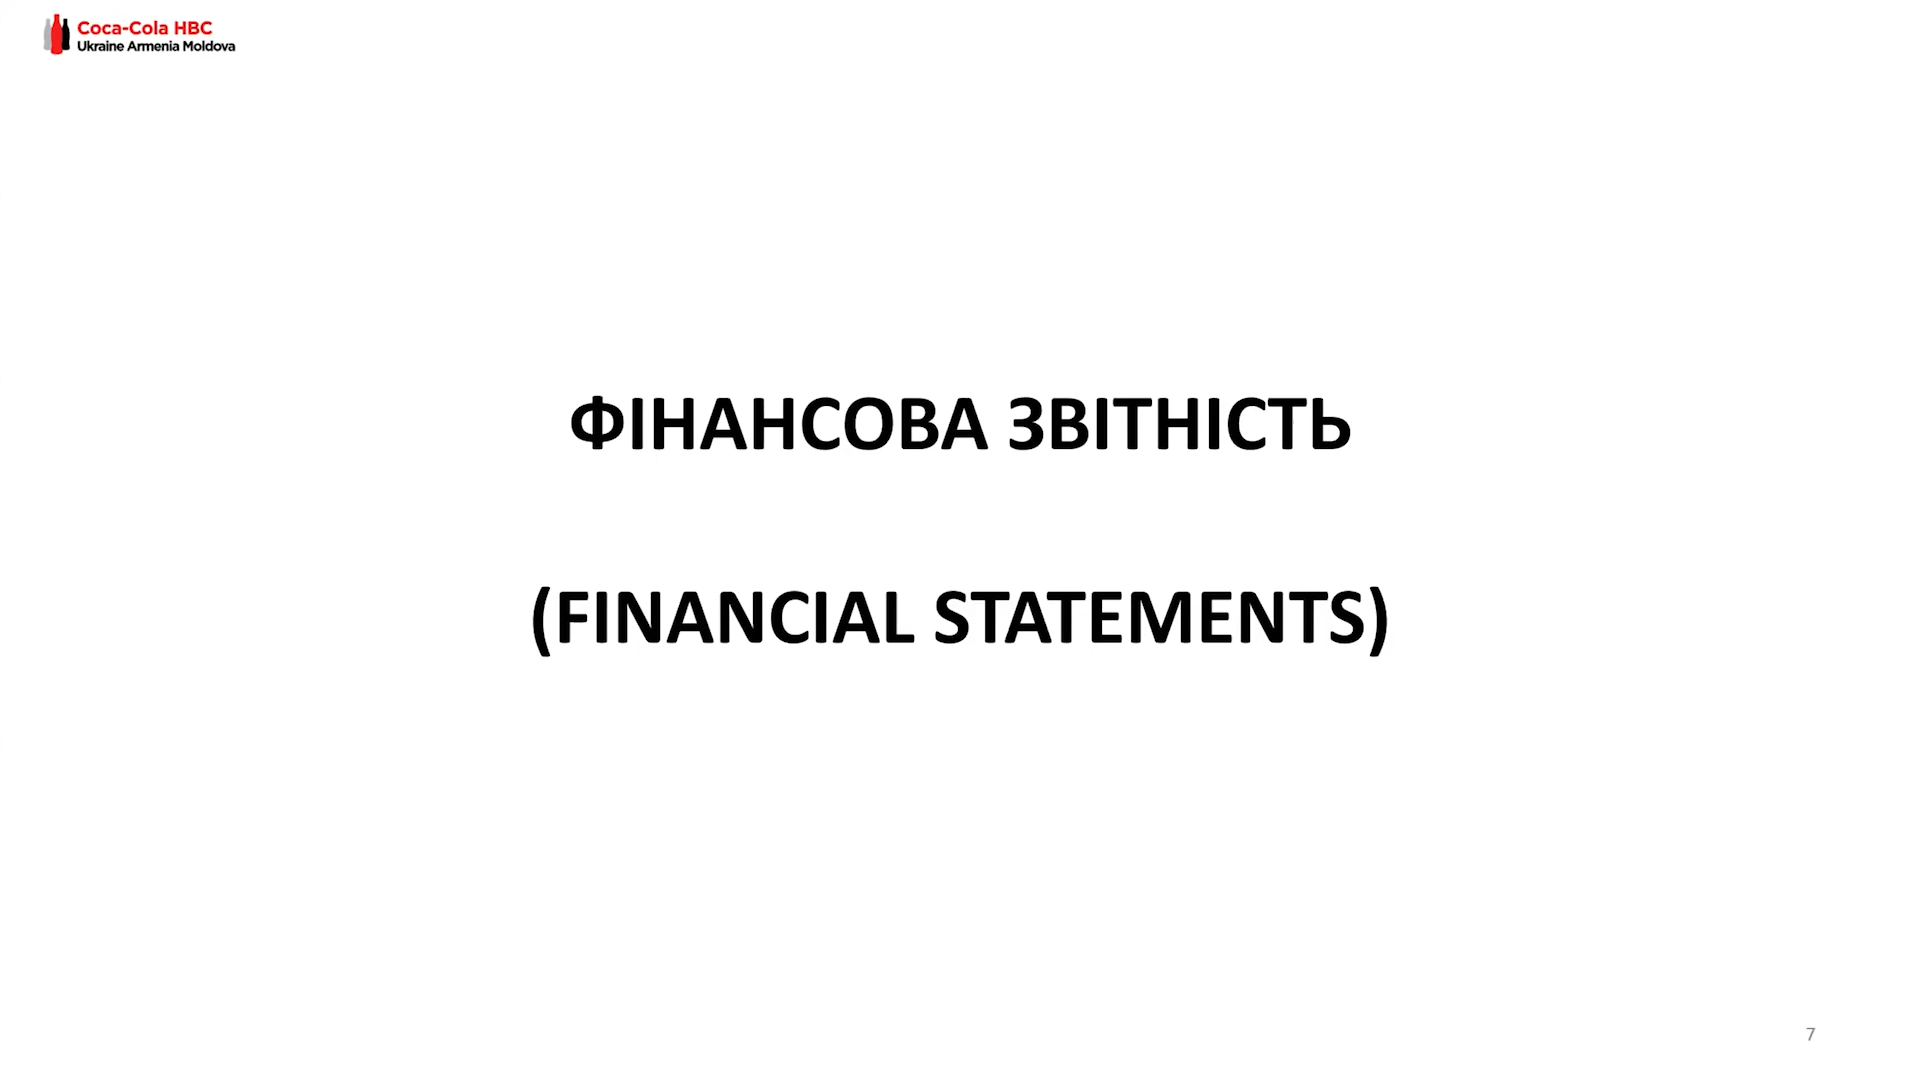 Coca-Cola HBC
Ukraine Armenia Moldova
ФІНАНСОВА ЗВІТНІСТЬ
(FINANCIAL STATEMENTS)
7